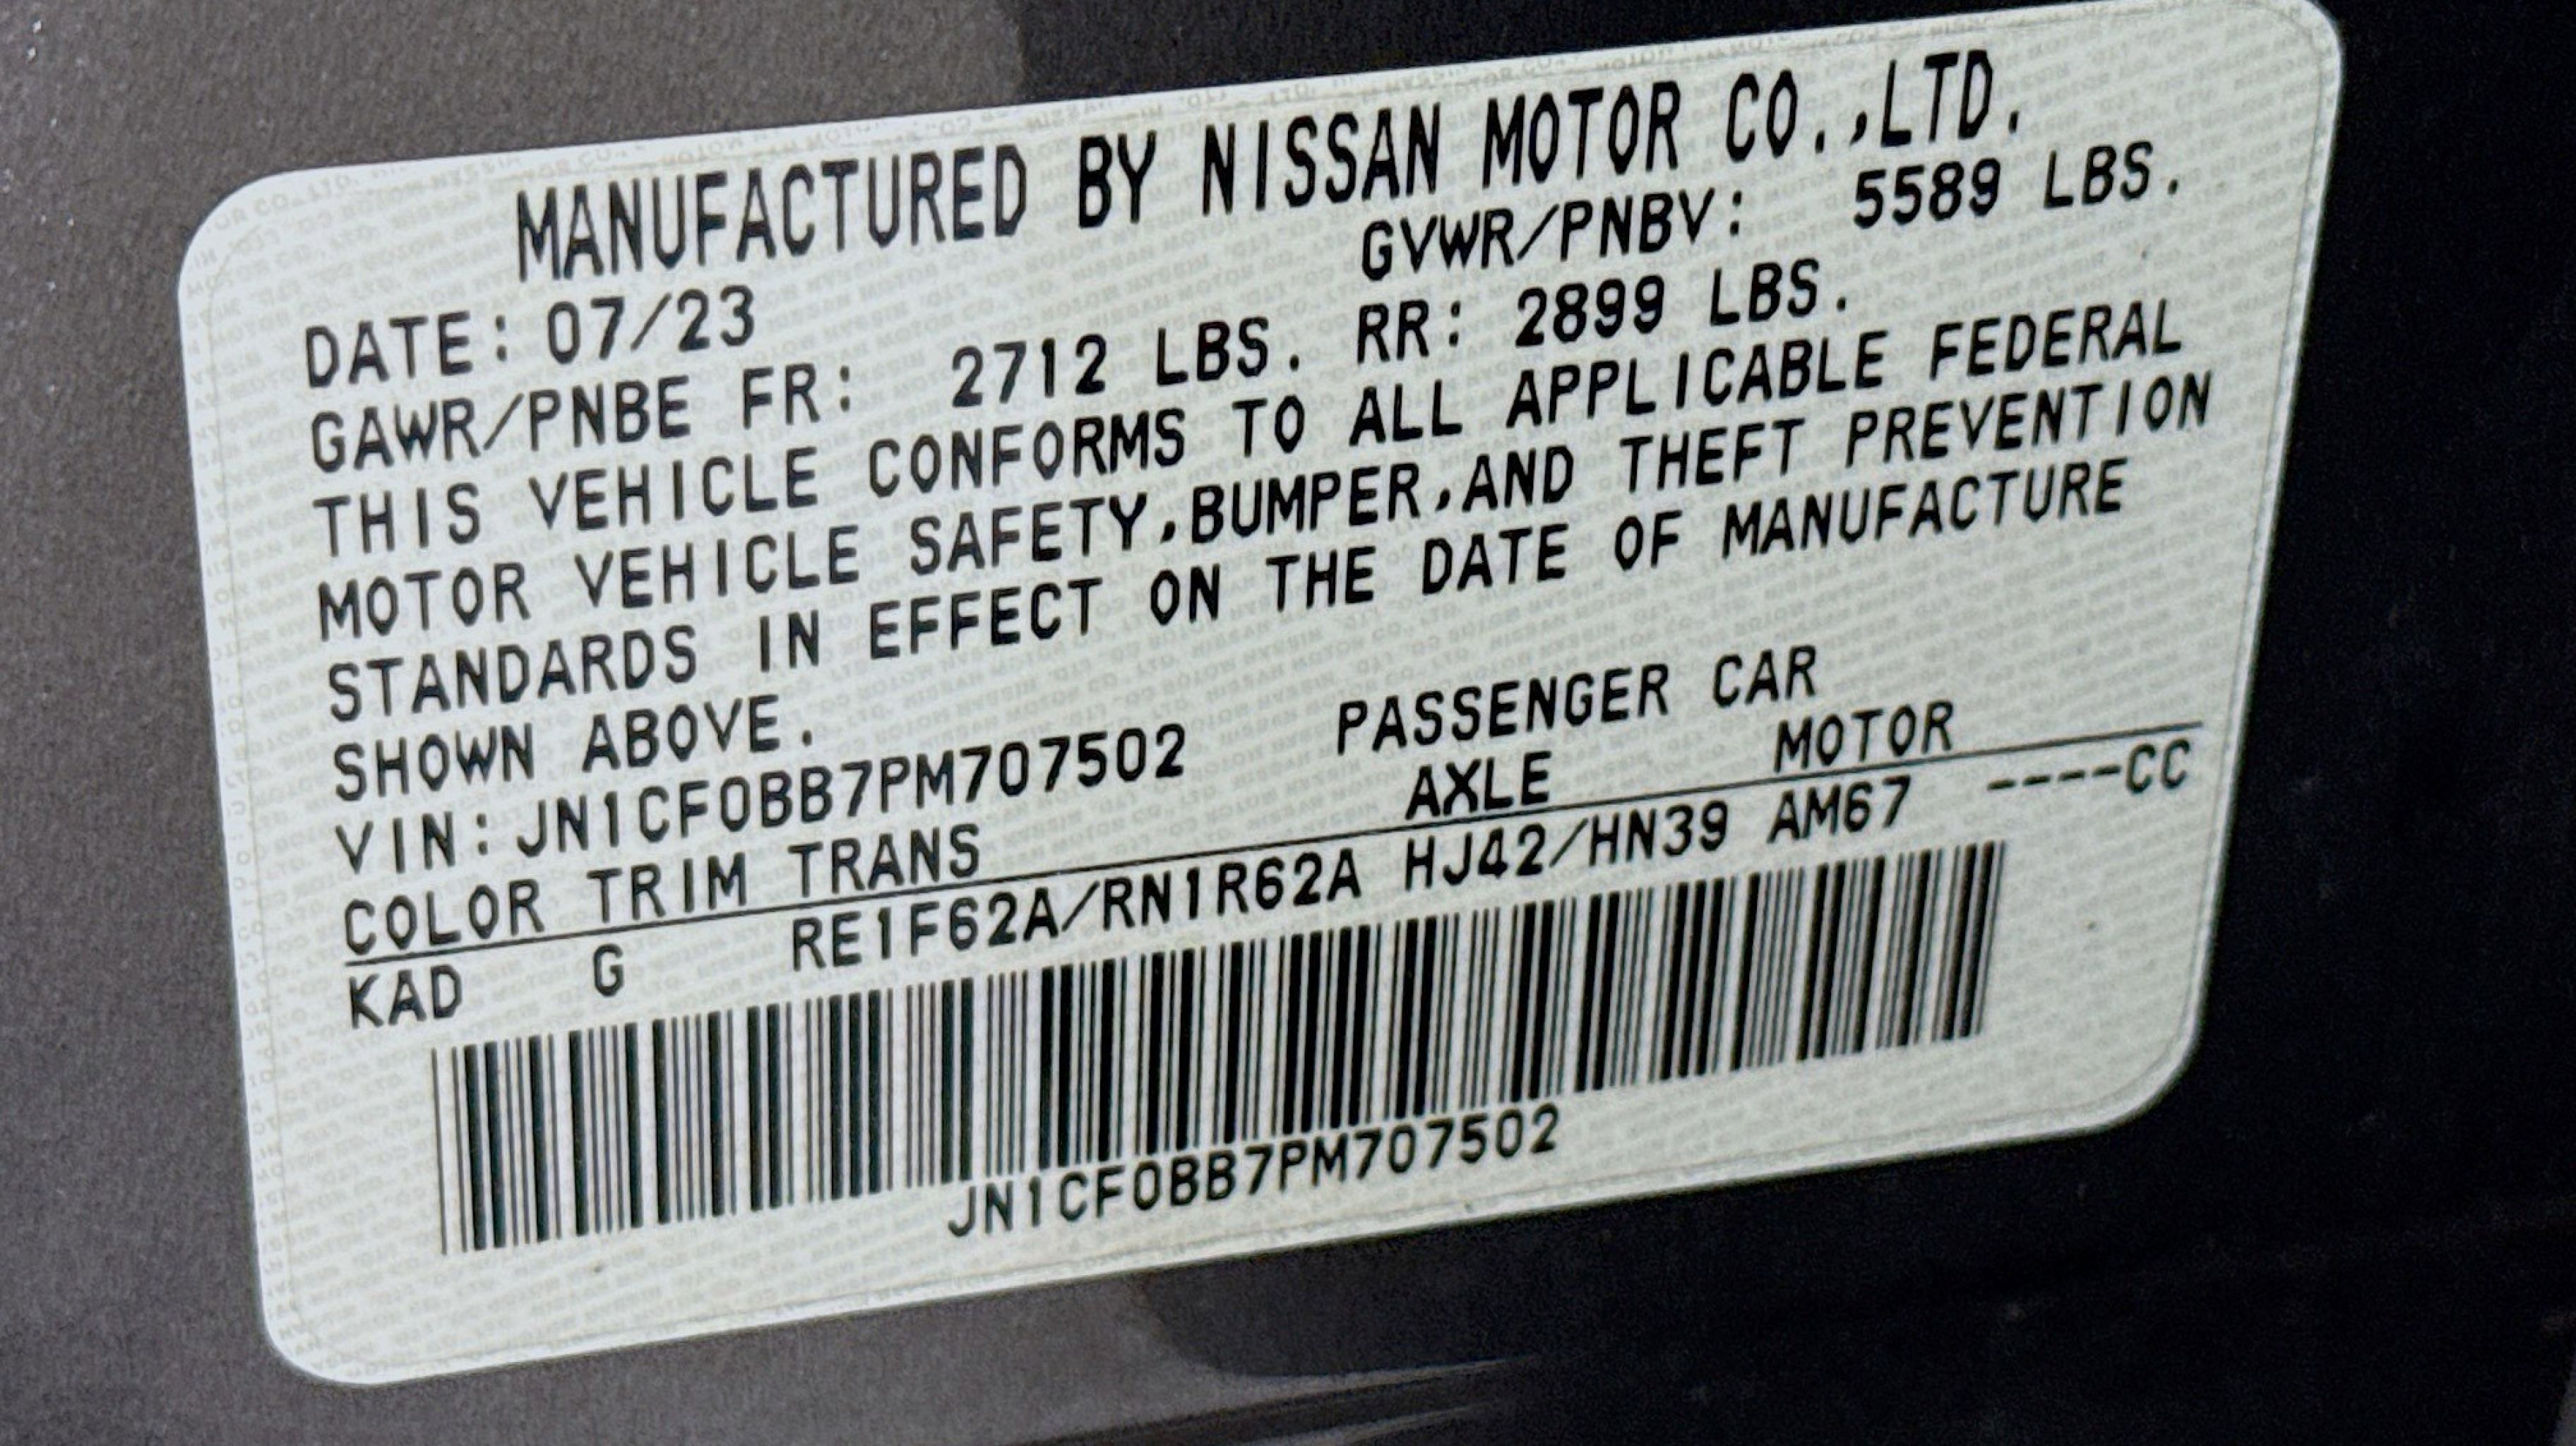 MANUFACTURED BY NISSAN MOTOR CO.,LTD.
DATE: 07/23 GVWR/PNBV: 5589 LBS.
GAWR/PNBE FR: 2712 LBS. RR: 2899 LBS.
THIS VEHICLE CONFORMS TO ALL APPLICABLE FEDERAL
MOTOR VEHICLE SAFETY,BUMPER,AND THEFT PREVENTION
STANDARDS IN EFFECT ON THE DATE OF MANUFACTURE
SHOWN ABOVE.
VIN:JN1CF0BB7PM707502 PASSENGER CAR
COLOR TRIM TRANS AXLE MOTOR
KAD G RE1F62A/RN1R62A HJ42/HN39 AM67 ----CC
JN1CF0BB7PM707502